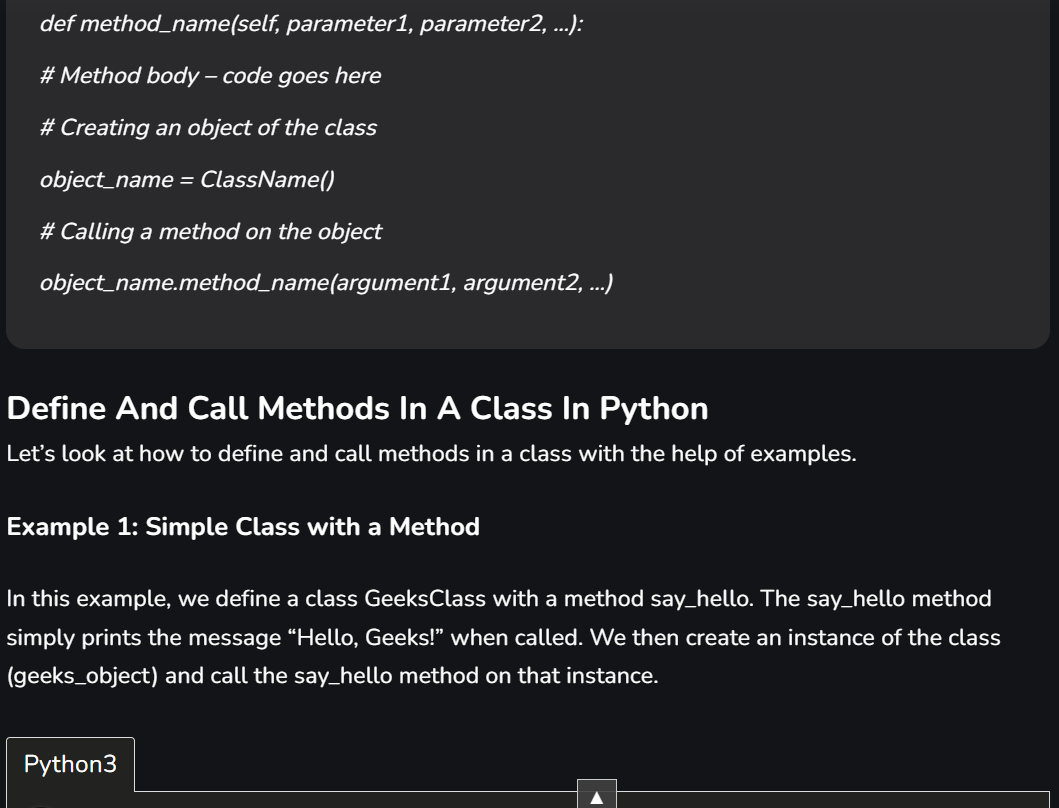 def method_name(self, parameter1, parameter2, …):
# Method body – code goes here
# Creating an object of the class
object_name = ClassName()
# Calling a method on the object
object_name.method_name(argument1, argument2, …)
Define And Call Methods In A Class In Python
Let’s look at how to define and call methods in a class with the help of examples.
Example 1: Simple Class with a Method
In this example, we define a class GeeksClass with a method say_hello. The say_hello method
simply prints the message “Hello, Geeks!” when called. We then create an instance of the class
(geeks_object) and call the say_hello method on that instance.
Python3